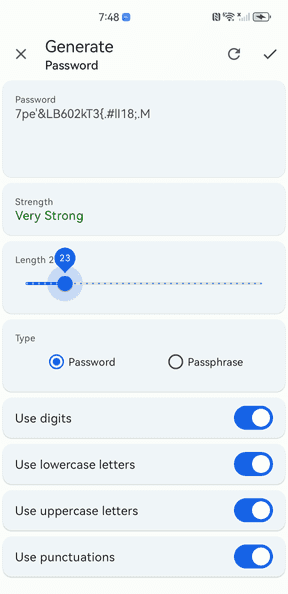 7:48
Generate
Password
Password
7pe'&LB602kT3{.#lI18;.M
Strength
Very Strong
23
Length 2
Type
Password
Passphrase
Use digits
Use lowercase letters
Use uppercase letters
Use punctuations